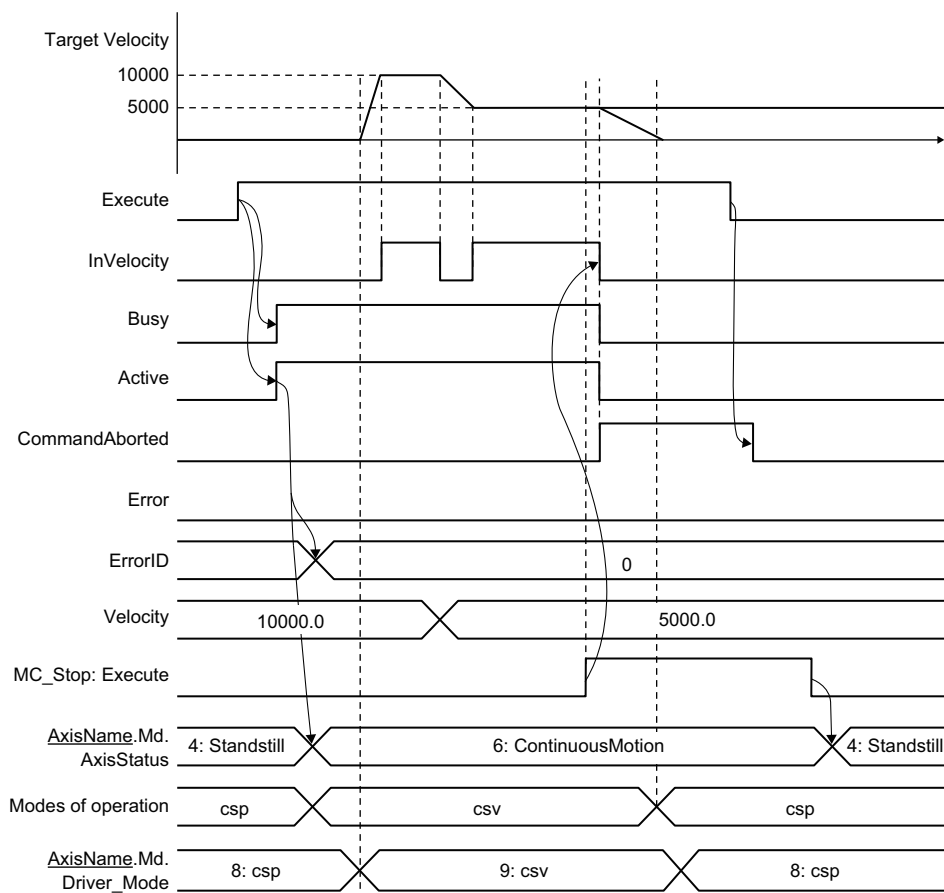 Target Velocity
10000
5000
Execute
InVelocity
Busy
Active
CommandAborted
Error
ErrorID
0
Velocity
10000.0
5000.0
MC_Stop: Execute
AxisName.Md.
AxisStatus
4: Standstill
6: ContinuousMotion
4: Standstill
Modes of operation
csp
csv
csp
AxisName.Md.
Driver_Mode
8: csp
9: csv
8: csp